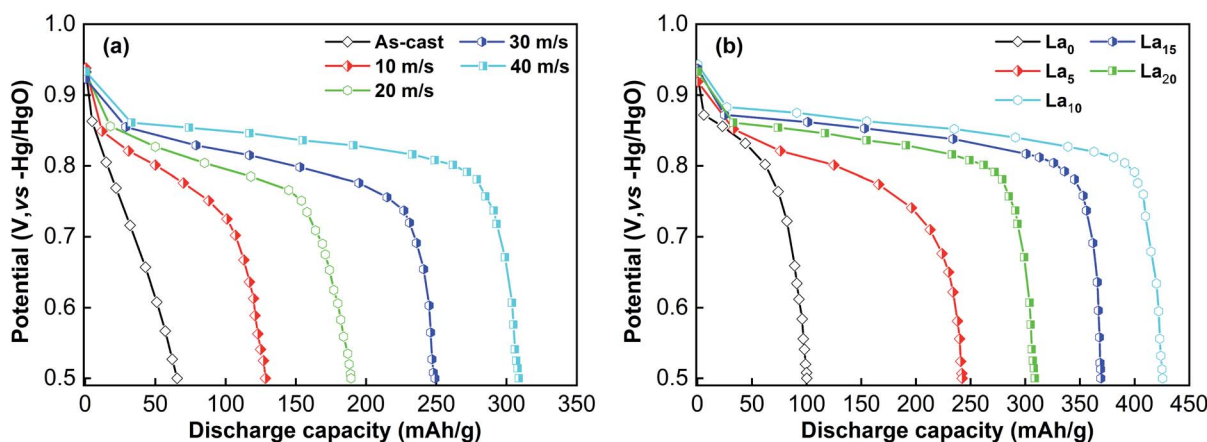 (a)
As-cast
10 m/s
20 m/s
30 m/s
40 m/s
Potential (V,vs -Hg/HgO)
1.0
0.9
0.8
0.7
0.6
0.5
0 50 100 150 200 250 300 350
Discharge capacity (mAh/g)
(b)
La0
La5
La10
La15
La20
Potential (V,vs -Hg/HgO)
1.0
0.9
0.8
0.7
0.6
0.5
0 50 100 150 200 250 300 350 400 450
Discharge capacity (mAh/g)